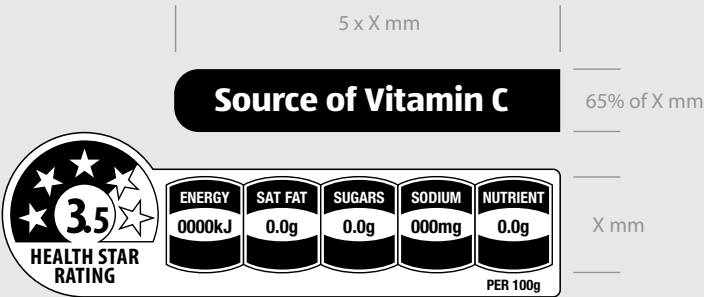 5 x X mm
Source of Vitamin C
65% of X mm
ENERGY SAT FAT SUGARS SODIUM NUTRIENT
0000kJ 0.0g 0.0g 000mg 0.0g
X mm
3.5
HEALTH STAR
RATING
PER 100g